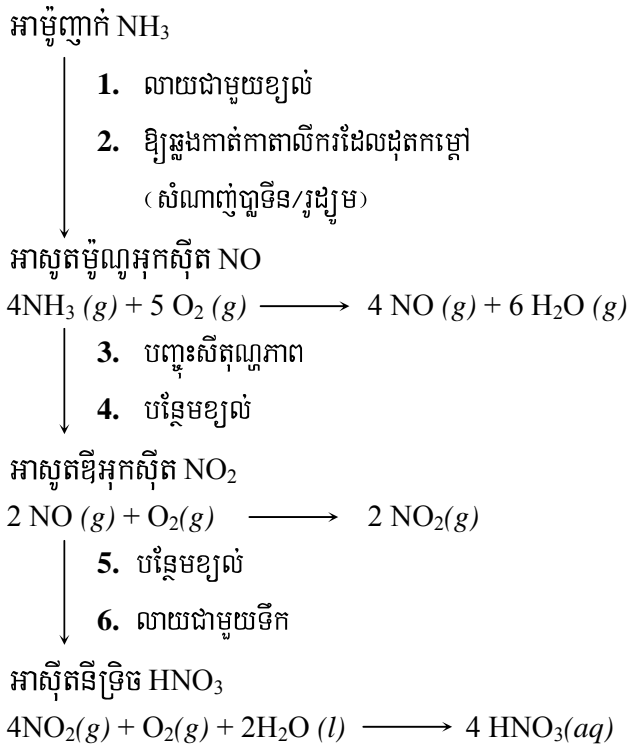 អាម៉ូញាក់ NH₃
1. លាយជាមួយខ្យល់
2. ឱ្យឆ្លងកាត់កាតាលីករដែលដុតកម្ដៅ
(សំណាញ់ប្លាទីន/រូដ្យូម)
អាសូតម៉ូណូអុកស៊ីត NO
4NH₃ (g) + 5 O₂ (g) ⟶ 4 NO (g) + 6 H₂O (g)
3. បញ្ចុះសីតុណ្ហភាព
4. បន្ថែមខ្យល់
អាសូតឌីអុកស៊ីត NO₂
2 NO (g) + O₂(g) ⟶ 2 NO₂(g)
5. បន្ថែមខ្យល់
6. លាយជាមួយទឹក
អាស៊ីតនីទ្រិច HNO₃
4NO₂(g) + O₂(g) + 2H₂O (l) ⟶ 4 HNO₃(aq)